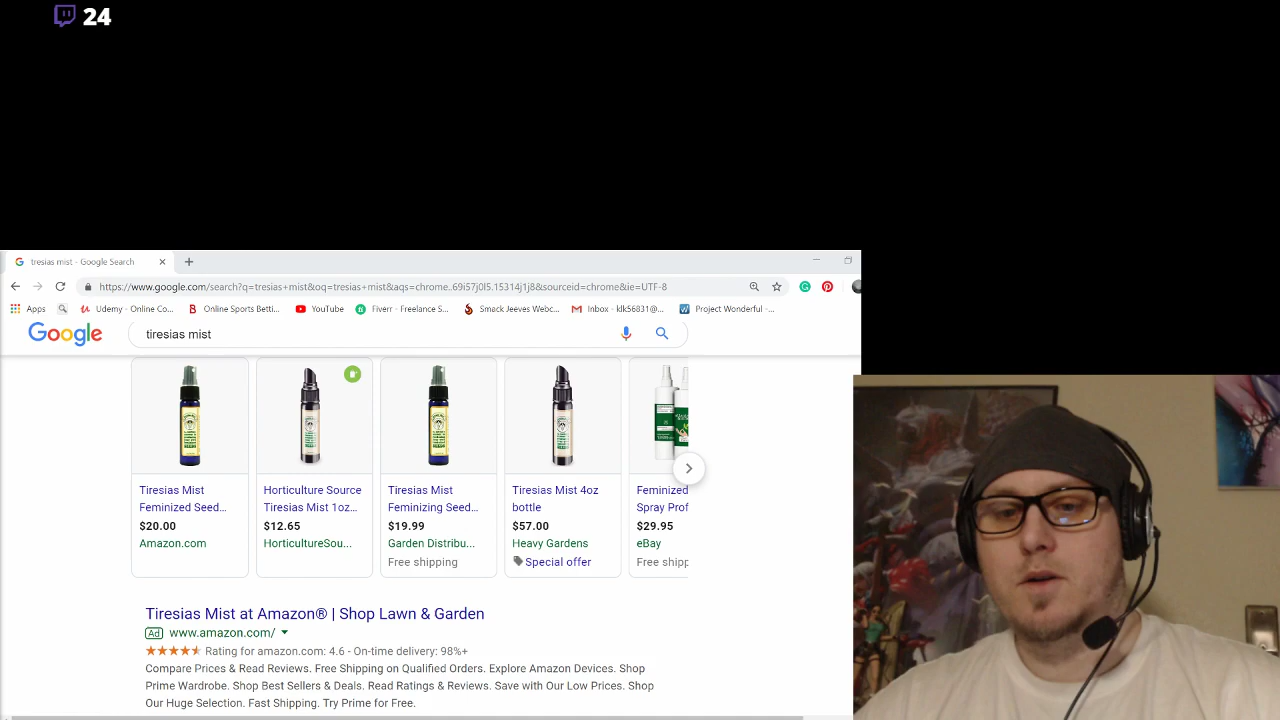 24
tresias mist - Google Search
https://www.google.com/search?q=tresias+mist&oq=tresias+mist&aqs=chrome..69i57j0l5.15314j1j8&sourceid=chrome&ie=UTF-8
Apps Udemy - Online Co... Online Sports Betti... YouTube Fiverr - Freelance S... Smack Jeeves Webc... Inbox - kdk56831@... Project Wonderful -...
Google tiresias mist
Tiresias Mist
Feminized Seed...
$20.00
Amazon.com
Horticulture Source
Tiresias Mist 1oz...
$12.65
HorticultureSou...
Tiresias Mist
Feminizing Seed...
$19.99
Garden Distribu...
Free shipping
Tiresias Mist 4oz
bottle
$57.00
Heavy Gardens
Special offer
Feminized
Spray Prof
$29.95
eBay
Free shipp
Tiresias Mist at Amazon® | Shop Lawn & Garden
Ad www.amazon.com/
Rating for amazon.com: 4.6 - On-time delivery: 98%+
Compare Prices & Read Reviews. Free Shipping on Qualified Orders. Explore Amazon Devices. Shop
Prime Wardrobe. Shop Best Sellers & Deals. Read Ratings & Reviews. Save with Our Low Prices. Shop
Our Huge Selection. Fast Shipping. Try Prime for Free.